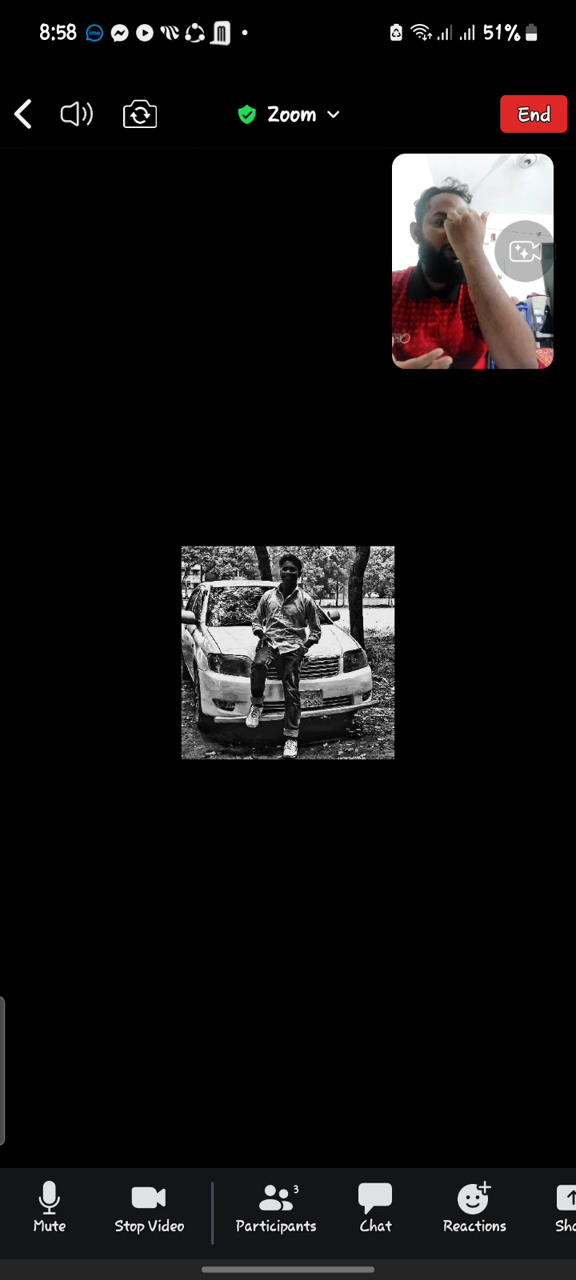 8:58
51%
Zoom
End
Mute
Stop Video
Participants
3
Chat
Reactions